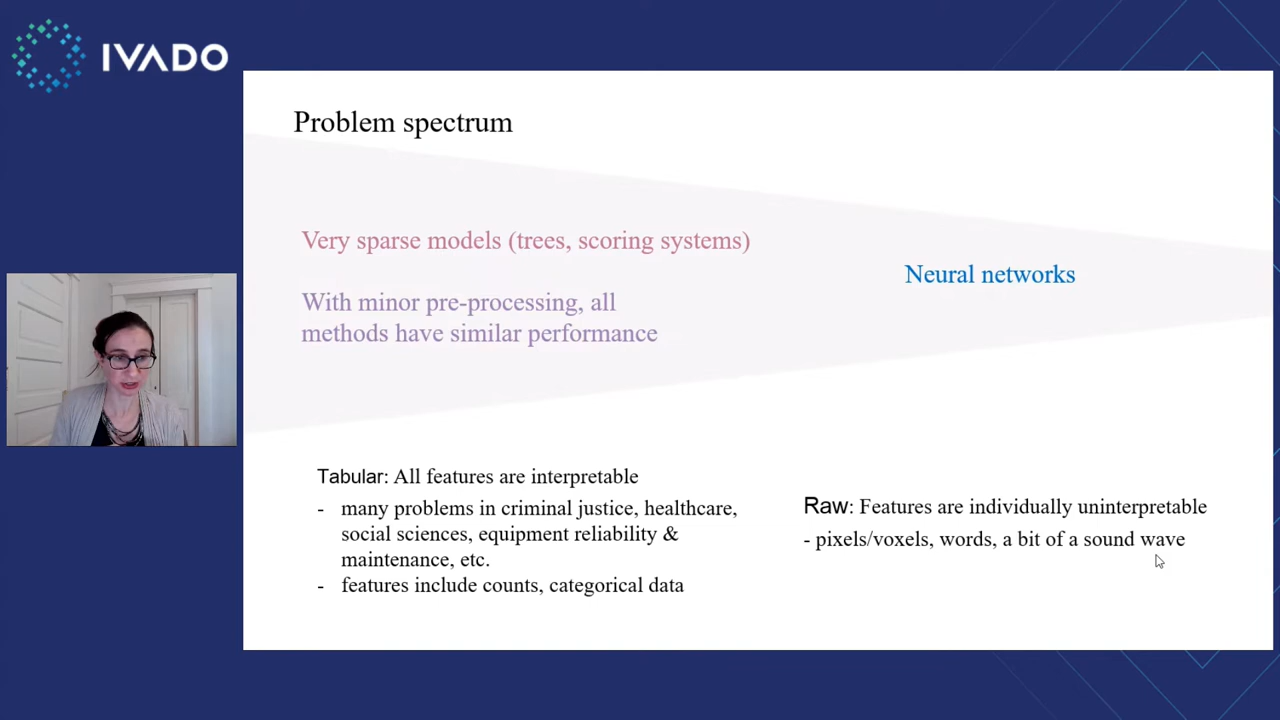 IVADO
Problem spectrum
Very sparse models (trees, scoring systems)
Neural networks
With minor pre-processing, all
methods have similar performance
Tabular: All features are interpretable
- many problems in criminal justice, healthcare,
social sciences, equipment reliability &
maintenance, etc.
- features include counts, categorical data
Raw: Features are individually uninterpretable
- pixels/voxels, words, a bit of a sound wave